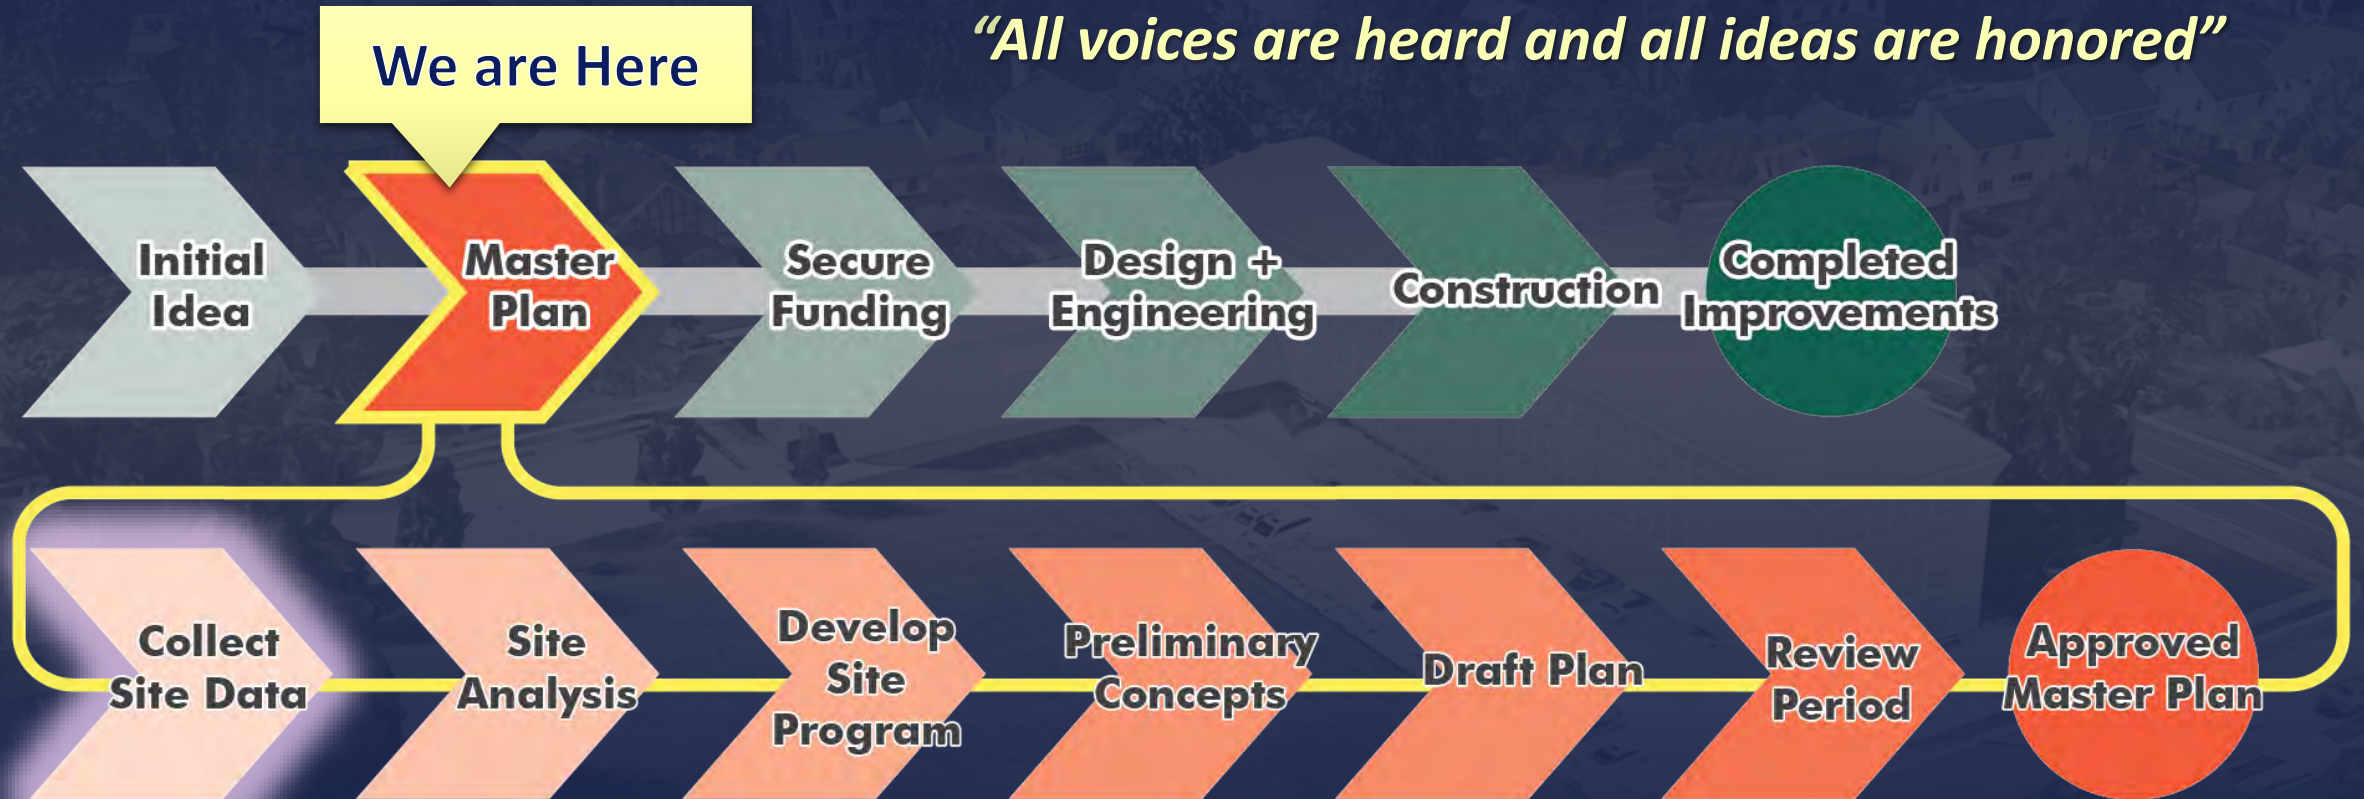 We are Here
“All voices are heard and all ideas are honored”
Initial
Idea
Master
Plan
Secure
Funding
Design +
Engineering
Construction
Completed
Improvements
Collect
Site Data
Site
Analysis
Develop
Site
Program
Preliminary
Concepts
Draft Plan
Review
Period
Approved
Master Plan